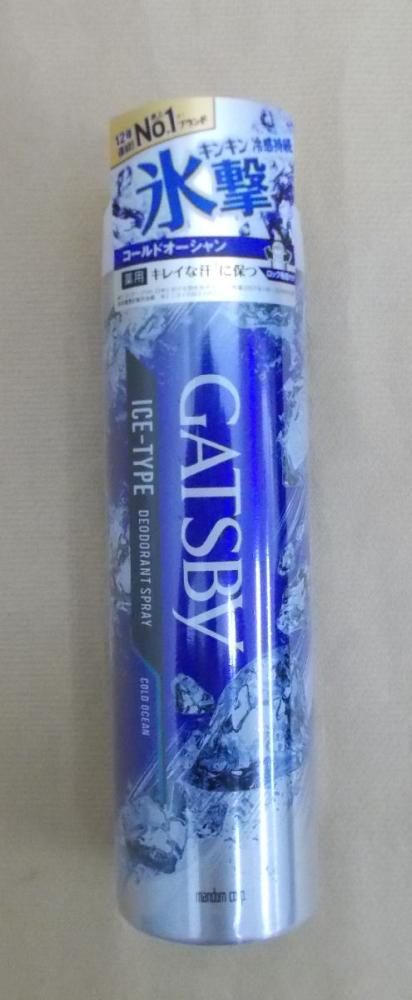 12年
連続!
No.1
ブランド
キンキン 冷感持続
氷撃
コールドオーシャン
薬用 キレイな汗に保つ
GATSBY
ICE-TYPE DEODORANT SPRAY COLD OCEAN
mandom corp.